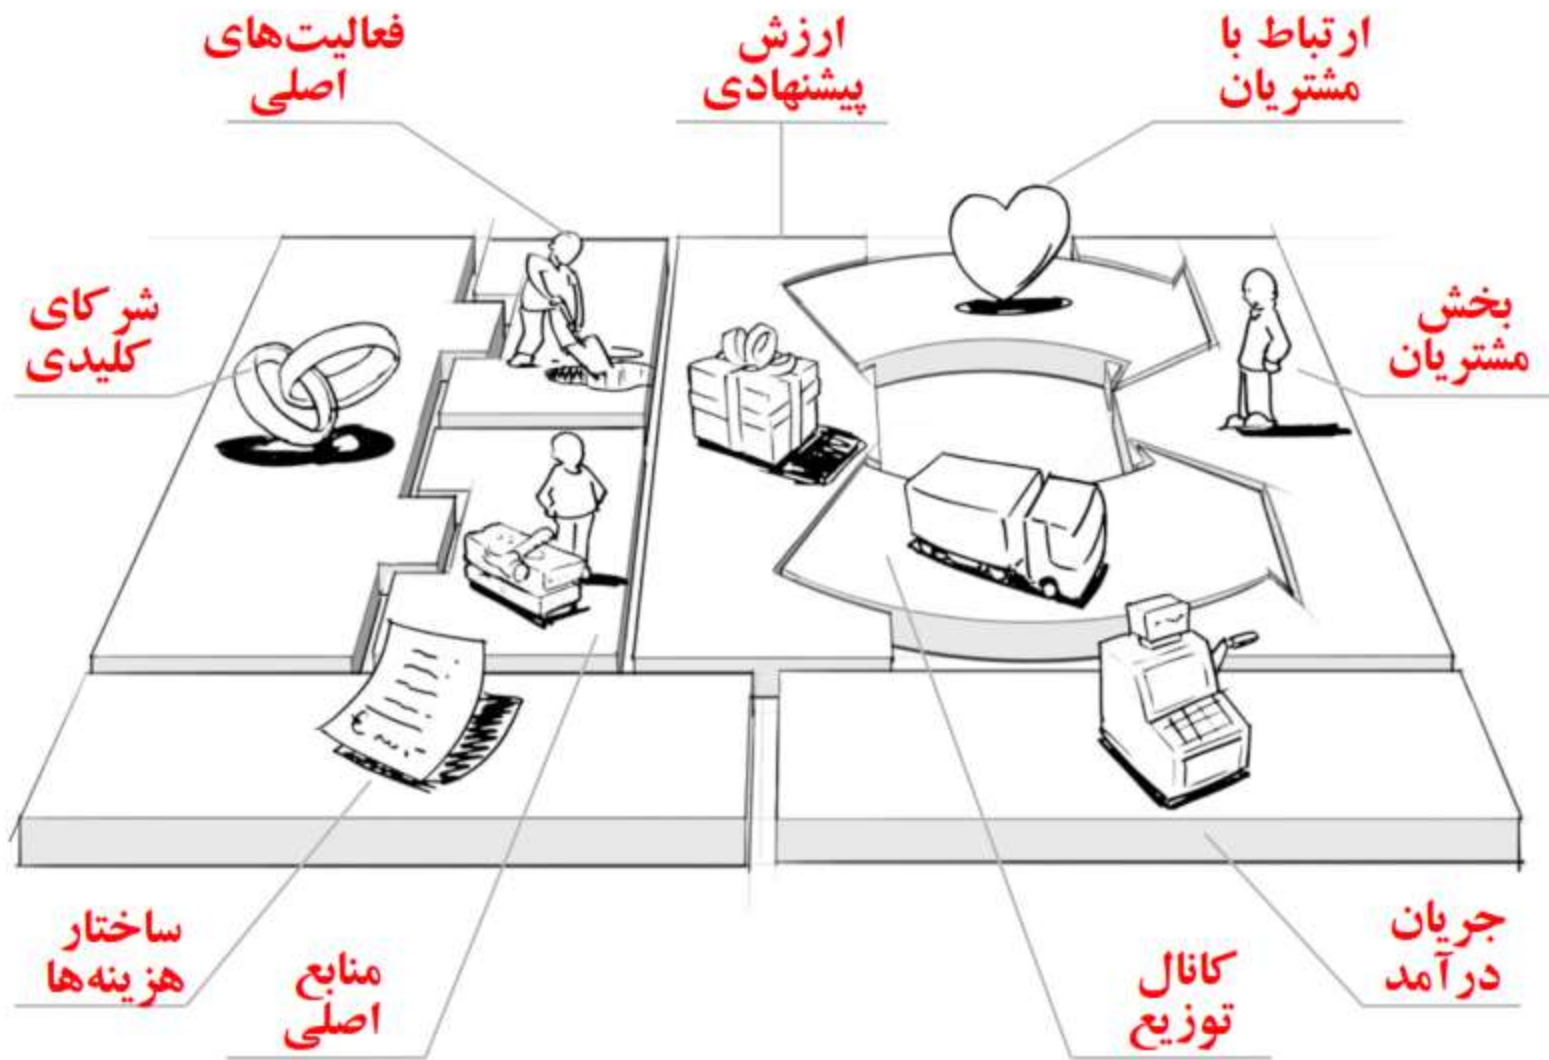 ارتباط با
مشتریان
ارزش
پیشنهادی
فعالیت‌های
اصلی
بخش
مشتریان
شرکای
کلیدی
جریان
درآمد
کانال
توزیع
منابع
اصلی
ساختار
هزینه‌ها